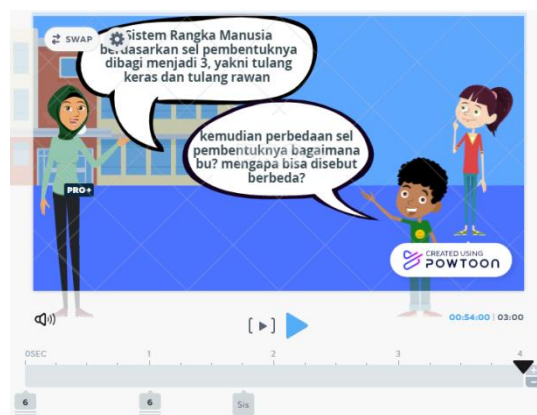 SWAP
Sistem Rangka Manusia
berdasarkan sel pembentuknya
dibagi menjadi 3, yakni tulang
keras dan tulang rawan
kemudian perbedaan sel
pembentuknya bagaimana
bu? mengapa bisa disebut
berbeda?
PRO+
CREATED USING
POWTOON
00:54:00 | 03:00
0SEC 1 2 3 4
6 6 Sis